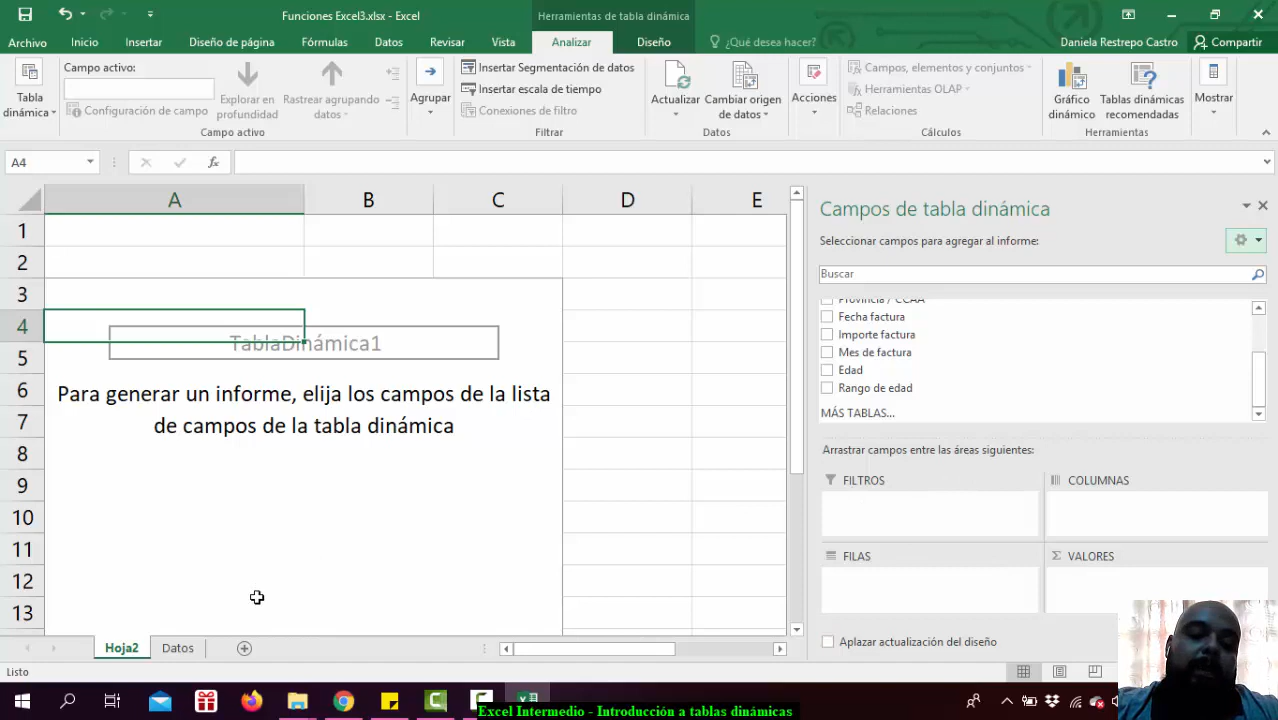 Funciones Excel3.xlsx - Excel
Herramientas de tabla dinámica
Archivo Inicio Insertar Diseño de página Fórmulas Datos Revisar Vista Analizar Diseño ¿Qué desea hacer? Daniela Restrepo Castro Compartir
Tabla dinámica
Campo activo:
Configuración de campo
Explorar en profundidad
Rastrear agrupando datos
Campo activo
Agrupar
Insertar Segmentación de datos
Insertar escala de tiempo
Conexiones de filtro
Filtrar
Actualizar
Cambiar origen de datos
Datos
Acciones
Campos, elementos y conjuntos
Herramientas OLAP
Relaciones
Cálculos
Gráfico dinámico
Tablas dinámicas recomendadas
Herramientas
Mostrar
A4
fx
A B C D E
1
2
3
4
5
6
7
8
9
10
11
12
13
TablaDinámica1
Para generar un informe, elija los campos de la lista
de campos de la tabla dinámica
Campos de tabla dinámica
Seleccionar campos para agregar al informe:
Buscar
Provincia / CCAA
Fecha factura
Importe factura
Mes de factura
Edad
Rango de edad
MÁS TABLAS...
Arrastrar campos entre las áreas siguientes:
FILTROS
COLUMNAS
FILAS
Σ VALORES
Aplazar actualización del diseño
Hoja2 Datos
Listo
Excel Intermedio - Introducción a tablas dinámicas